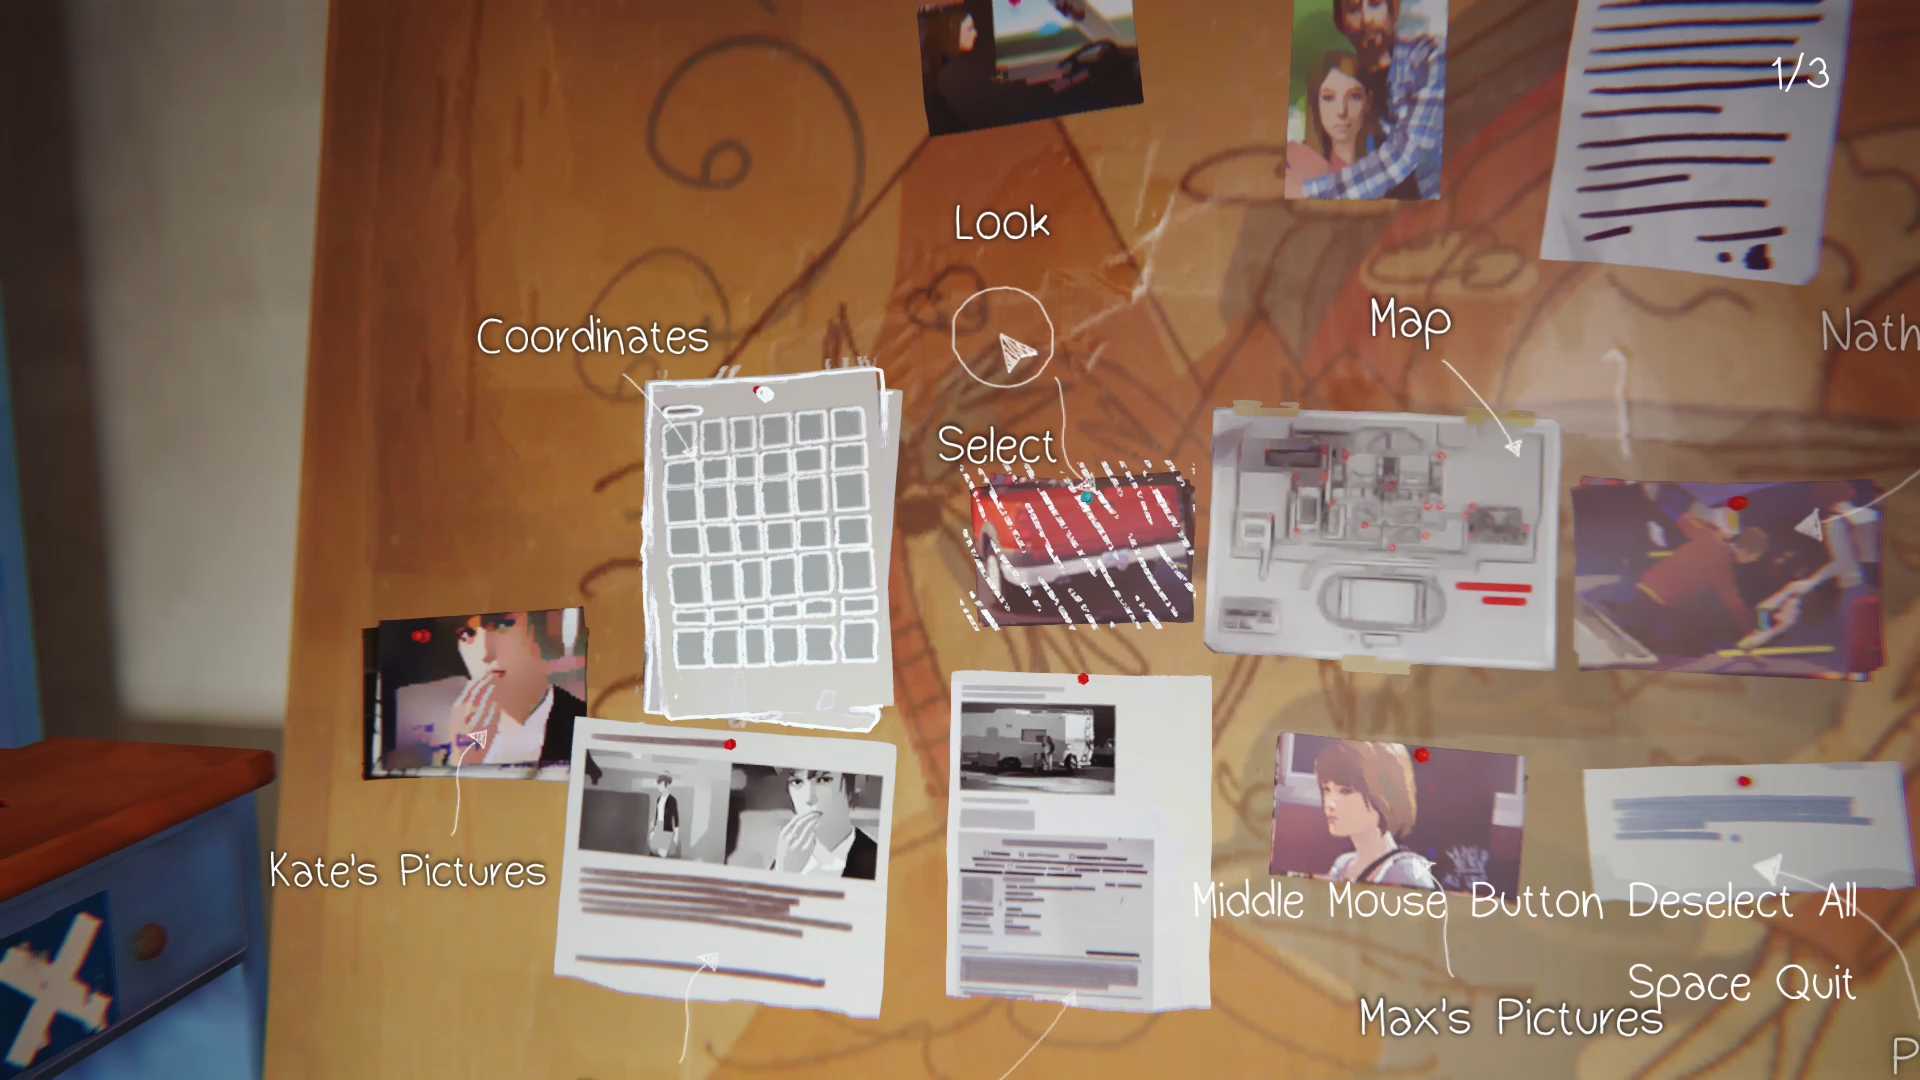 1/3
Look
Coordinates
Map
Nath
Select
Kate's Pictures
Middle Mouse Button Deselect All
Space Quit
Max's Pictures
P